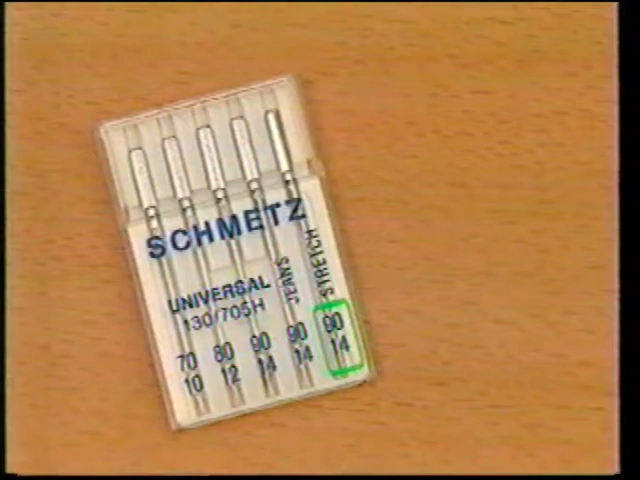 SCHMETZ
UNIVERSAL
130/705H
JEANS
STRETCH
70 80 90 90 90
10 12 14 14 14